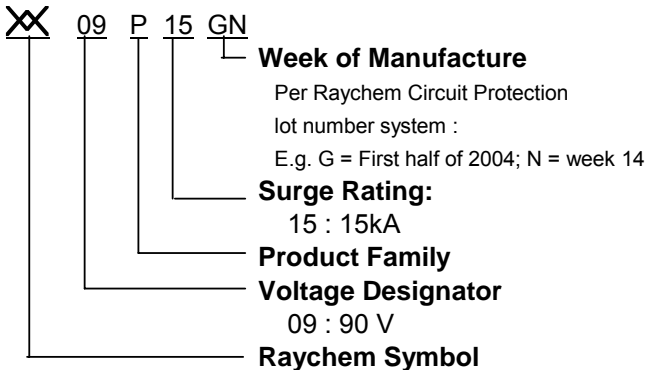 09 P 15 GN
Week of Manufacture
Per Raychem Circuit Protection
lot number system :
E.g. G = First half of 2004; N = week 14
Surge Rating:
15 : 15kA
Product Family
Voltage Designator
09 : 90 V
Raychem Symbol